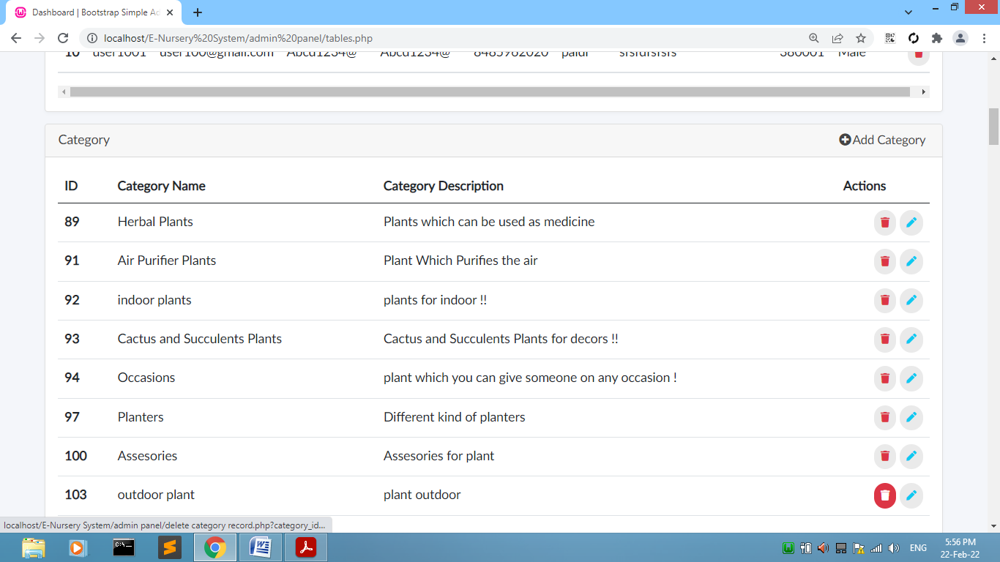 Dashboard | Bootstrap Simple Ad
localhost/E-Nursery%20System/admin%20panel/tables.php
10 user1001 user100@gmail.com Abcd1234@ Abcd1234@ 8485962020 paldi 380001 Male
Category
Add Category
ID Category Name Category Description Actions
89 Herbal Plants Plants which can be used as medicine
91 Air Purifier Plants Plant Which Purifies the air
92 indoor plants plants for indoor !!
93 Cactus and Succulents Plants Cactus and Succulents Plants for decors !!
94 Occasions plant which you can give someone on any occasion !
97 Planters Different kind of planters
100 Assesories Assesories for plant
103 outdoor plant plant outdoor
localhost/E-Nursery System/admin panel/delete category record.php?category_id...
ENG
5:56 PM
22-Feb-22